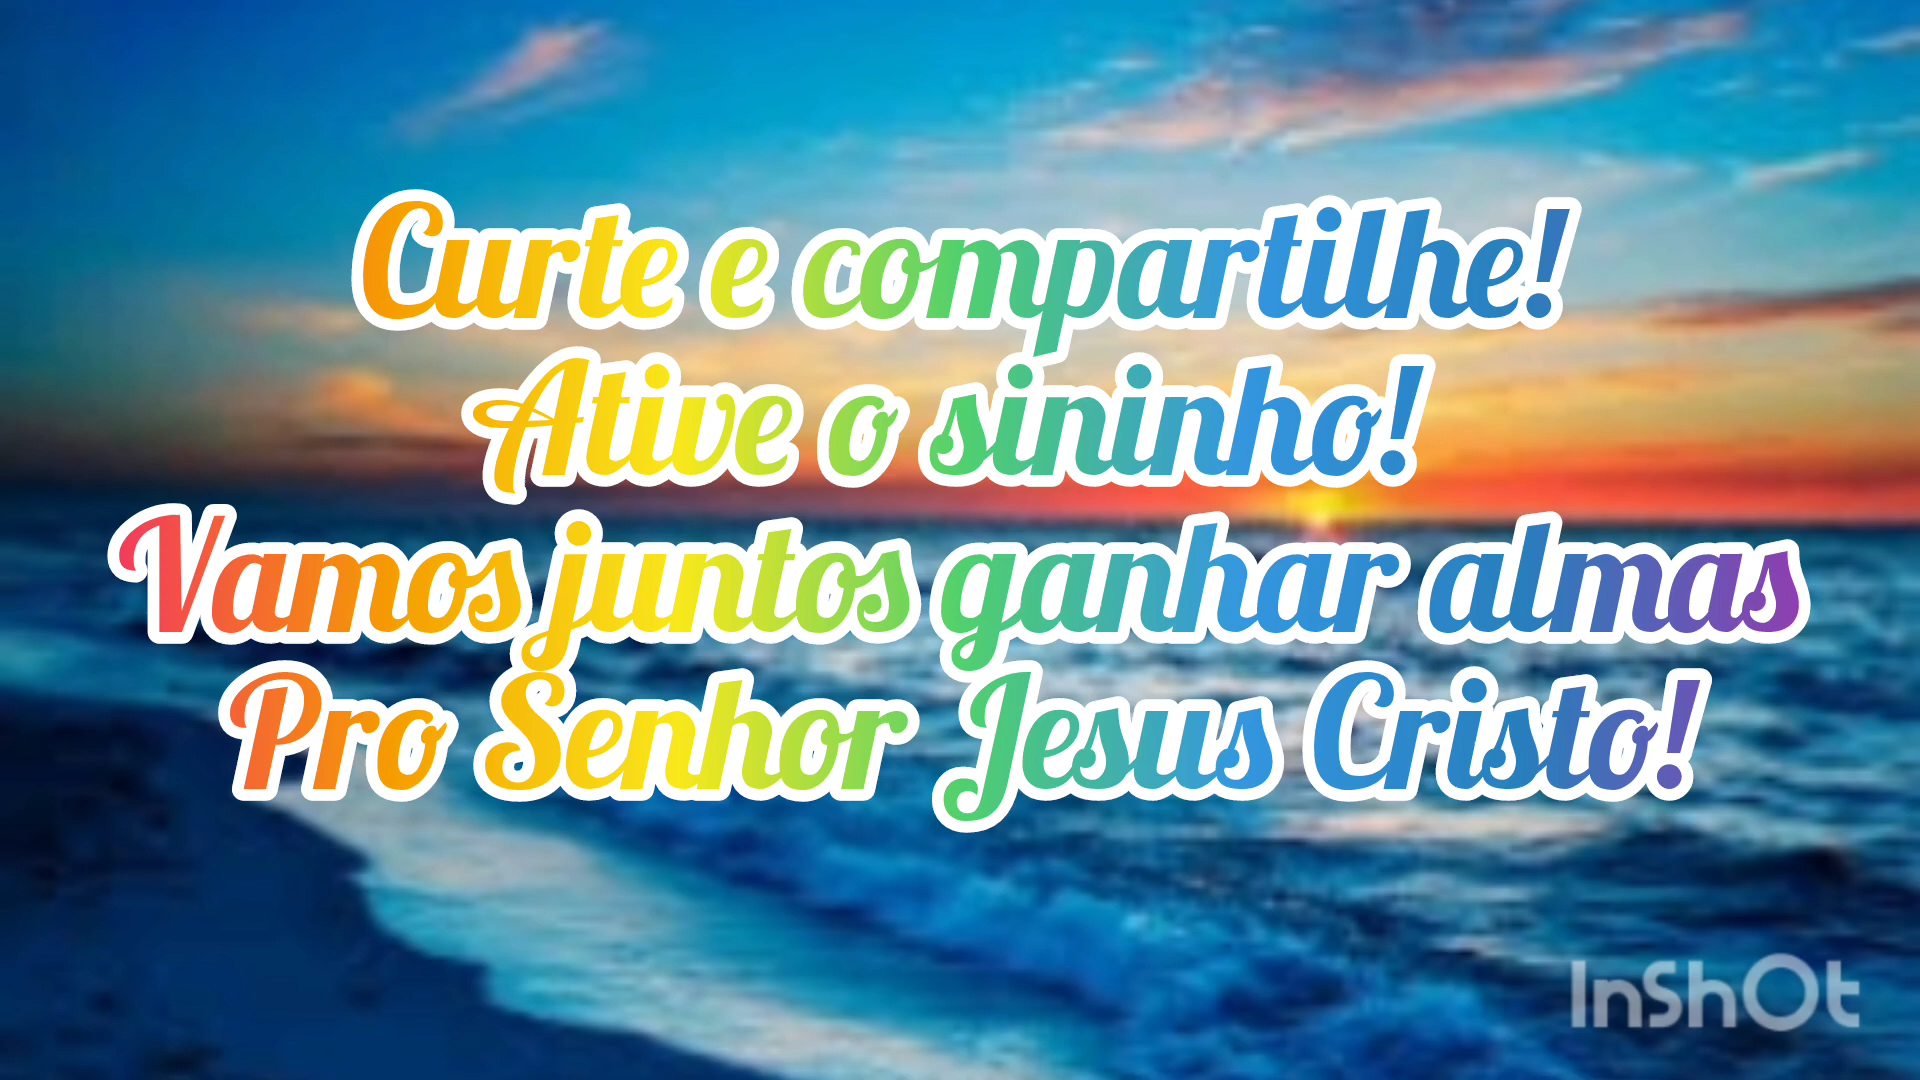 Curte e compartilhe!
Ative o sininho!
Vamos juntos ganhar almas
Pro Senhor Jesus Cristo!
InShOt